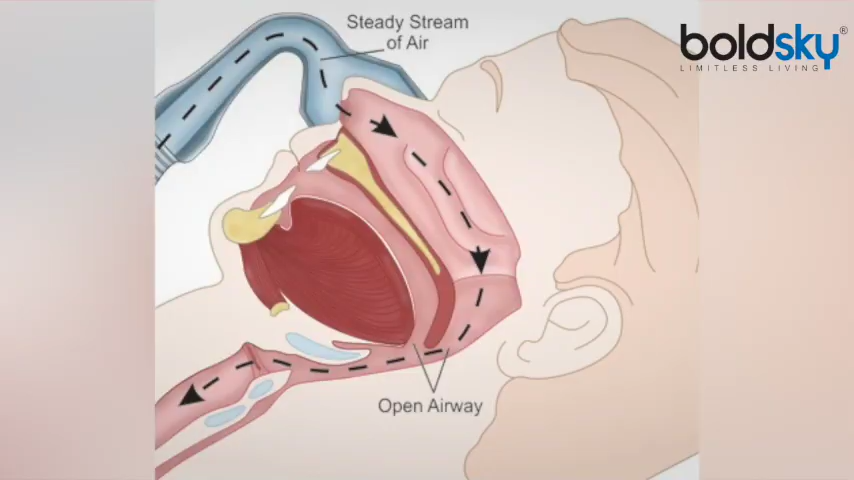 Steady Stream
of Air
boldsky®
LIMITLESS LIVING
Open Airway